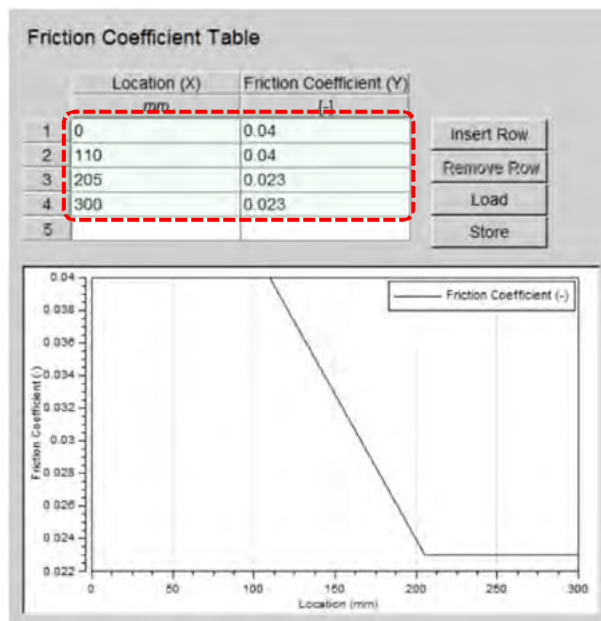 Friction Coefficient Table
Location (X) Friction Coefficient (Y)
mm [-]
1 0 0.04
2 110 0.04
3 205 0.023
4 300 0.023
5
Insert Row
Remove Row
Load
Store
Friction Coefficient (-)
0.04
0.038
0.036
0.034
0.032
0.03
0.028
0.026
0.024
0.022
Friction Coefficient (-)
0 50 100 150 200 250 300
Location (mm)